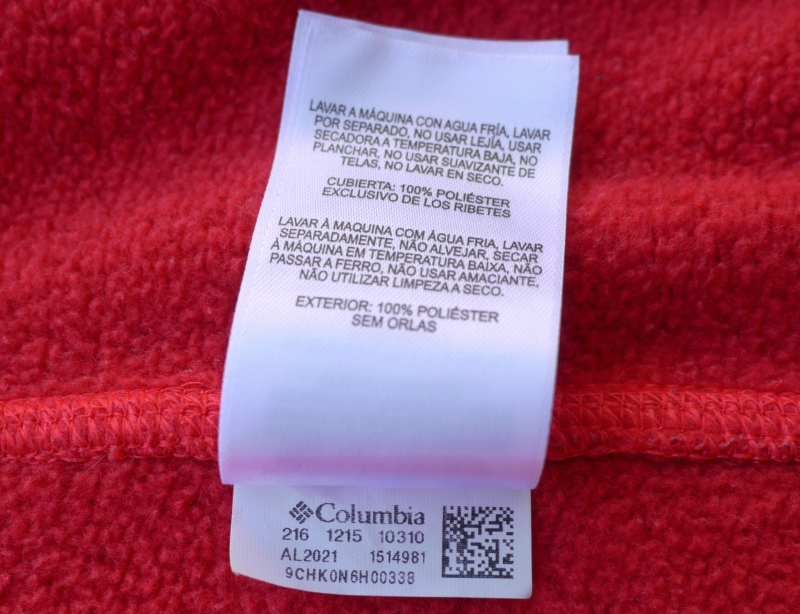 LAVAR A MÁQUINA CON AGUA FRÍA, LAVAR
POR SEPARADO, NO USAR LEJÍA, USAR
SECADORA A TEMPERATURA BAJA, NO
PLANCHAR, NO USAR SUAVIZANTE DE
TELAS, NO LAVAR EN SECO.
CUBIERTA: 100% POLIÉSTER
EXCLUSIVO DE LOS RIBETES
LAVAR À MAQUINA COM ÁGUA FRIA, LAVAR
SEPARADAMENTE, NÃO ALVEJAR, SECAR
À MÁQUINA EM TEMPERATURA BAIXA, NÃO
PASSAR A FERRO, NÃO USAR AMACIANTE,
NÃO UTILIZAR LIMPEZA A SECO.
EXTERIOR: 100% POLIÉSTER
SEM ORLAS
Columbia
216 1215 10310
AL2021 1514981
9CHK0N6H00338